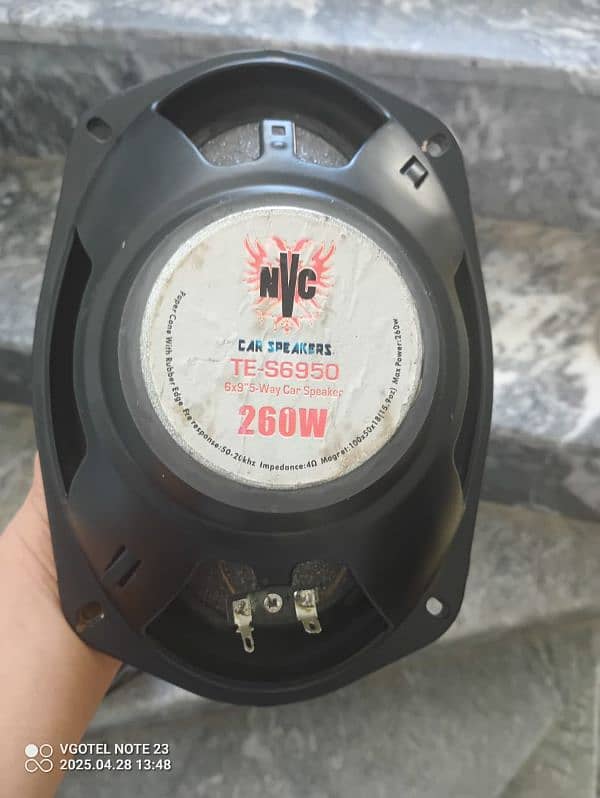 NVC
CAR SPEAKERS
TE-S6950
6x9"5-Way Car Speaker
260W
Paper Cone With Rubber Edge Fre response:50-20khz Impedance:4Ω Magret:100x50x18(15.9oz) Max Power:260w
VGOTEL NOTE 23
2025.04.28 13:48